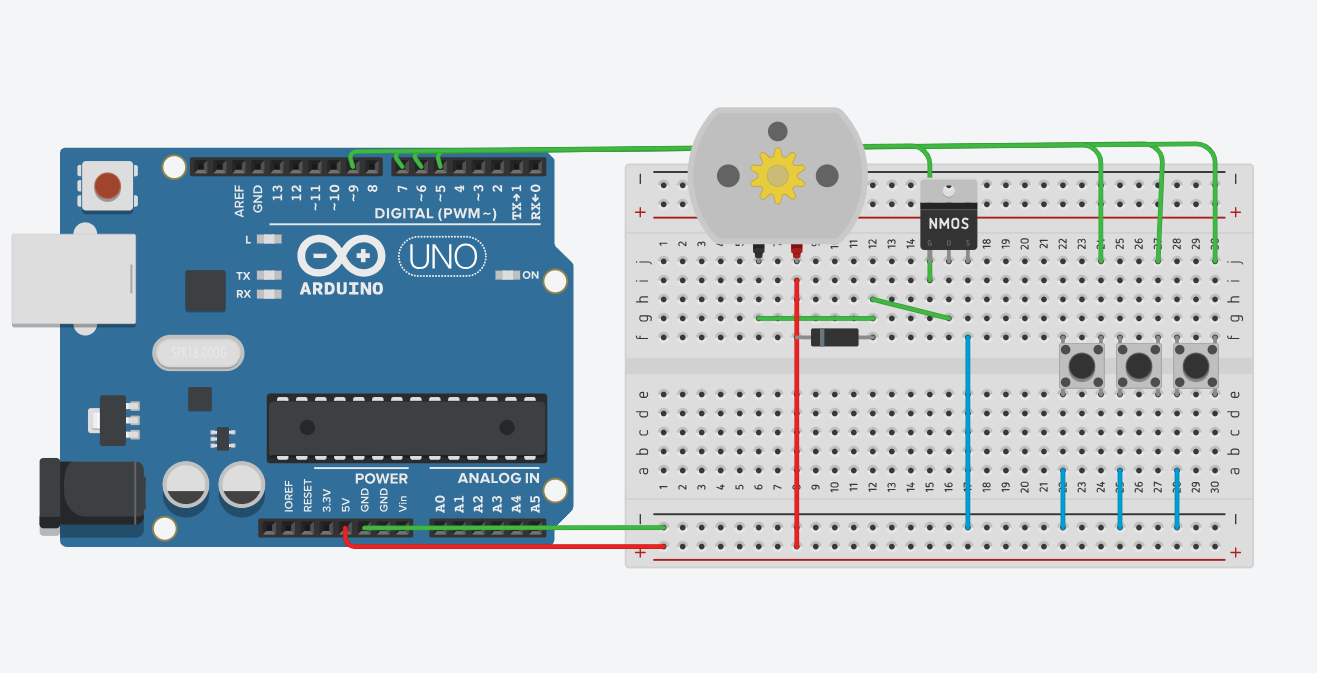 AREF
GND
13
12
~11
~10
~9
8
7
~6
~5
4
~3
2
TX→1
RX←0
DIGITAL (PWM~)
L
TX
RX
UNO
ON
ARDUINO
SPK16.000G
POWER
ANALOG IN
IOREF
RESET
3.3V
5V
GND
GND
Vin
A0
A1
A2
A3
A4
A5
NMOS
G D S
− −
+ +
1 2 3 4 5 6 8 9 10 11 12 13 14 15 16 17 18 19 20 21 22 23 24 25 26 27 28 29 30
j j
i i
h h
g g
f f
e e
d d
c c
b b
a a
1 2 3 4 5 6 7 8 9 10 11 12 13 14 15 16 17 18 19 20 21 22 23 24 25 26 27 28 29 30
− −
+ +